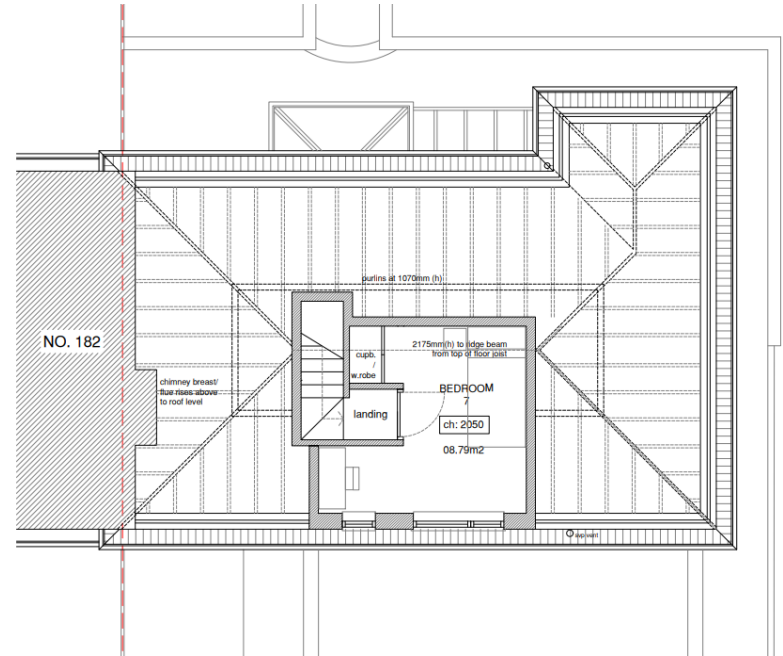 purlins at 1070mm (h)
NO. 182
2175mm(h) to ridge beam
from top of floor joist
cupb.
/
w.robe
chimney breast/
flue rises above
to roof level
BEDROOM
7
landing
ch: 2050
08.79m2
svp vent